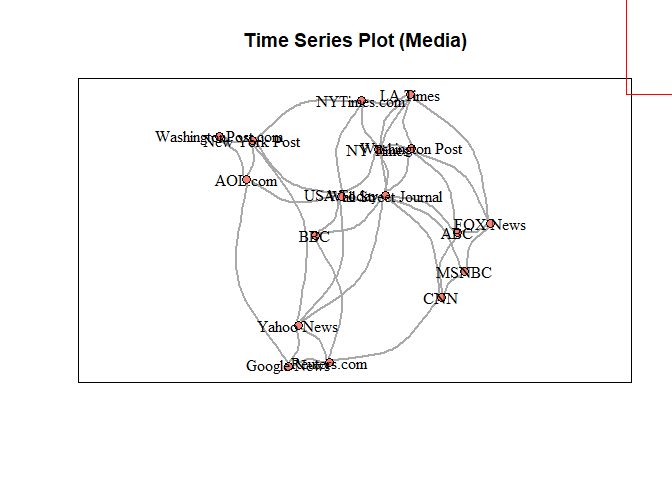 Time Series Plot (Media)
LA Times
NYTimes.com
WashingtonPost.com
New York Post
NY Times
Washington Post
AOL.com
USA Today
Wall Street Journal
FOX News
ABC
BBC
MSNBC
CNN
Yahoo News
Google News
Reuters.com